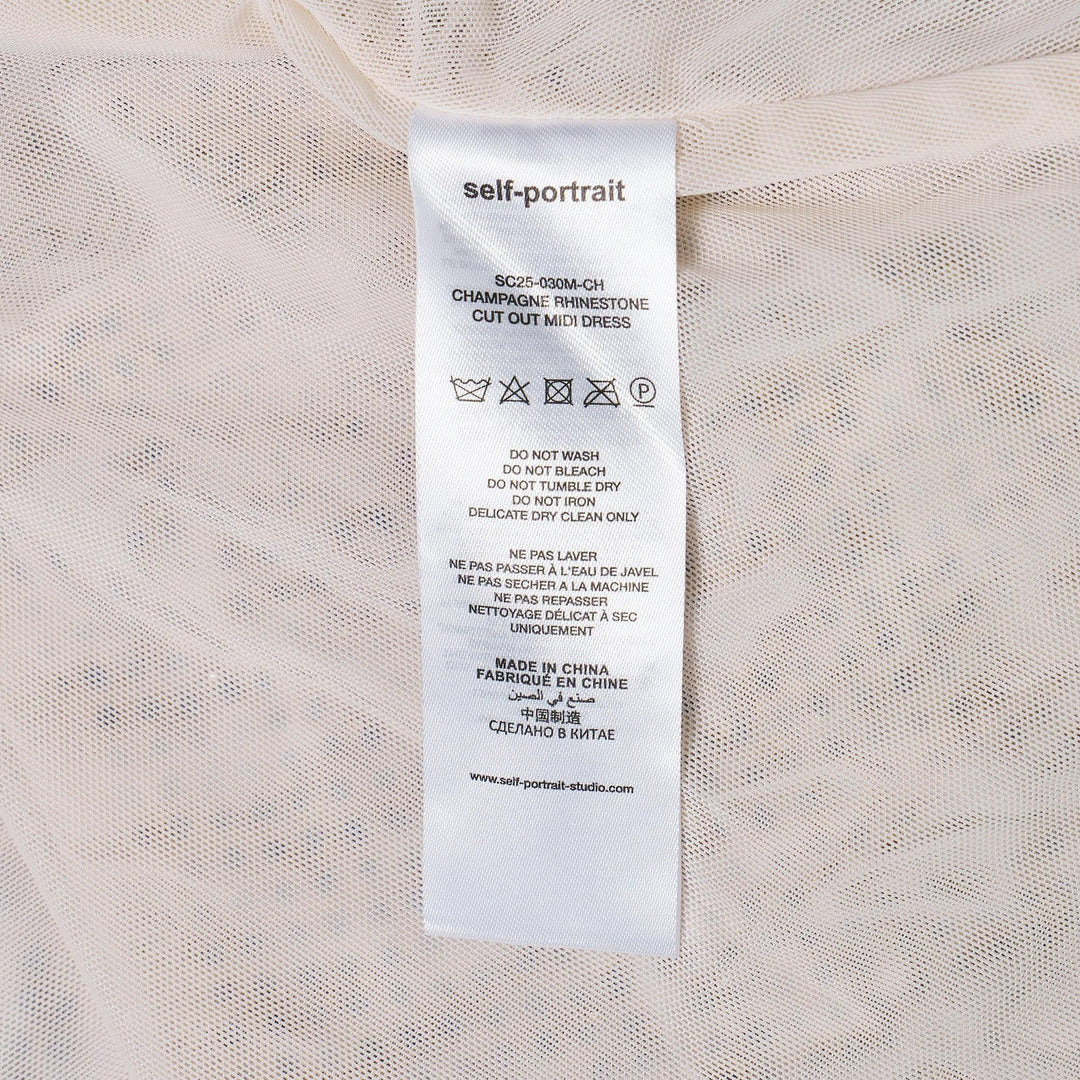 self-portrait
SC25-030M-CH
CHAMPAGNE RHINESTONE
CUT OUT MIDI DRESS
P
DO NOT WASH
DO NOT BLEACH
DO NOT TUMBLE DRY
DO NOT IRON
DELICATE DRY CLEAN ONLY
NE PAS LAVER
NE PAS PASSER À L'EAU DE JAVEL
NE PAS SECHER A LA MACHINE
NE PAS REPASSER
NETTOYAGE DÉLICAT À SEC
UNIQUEMENT
MADE IN CHINA
FABRIQUÉ EN CHINE
صنع في الصين
中国制造
СДЕЛАНО В КИТАЕ
www.self-portrait-studio.com